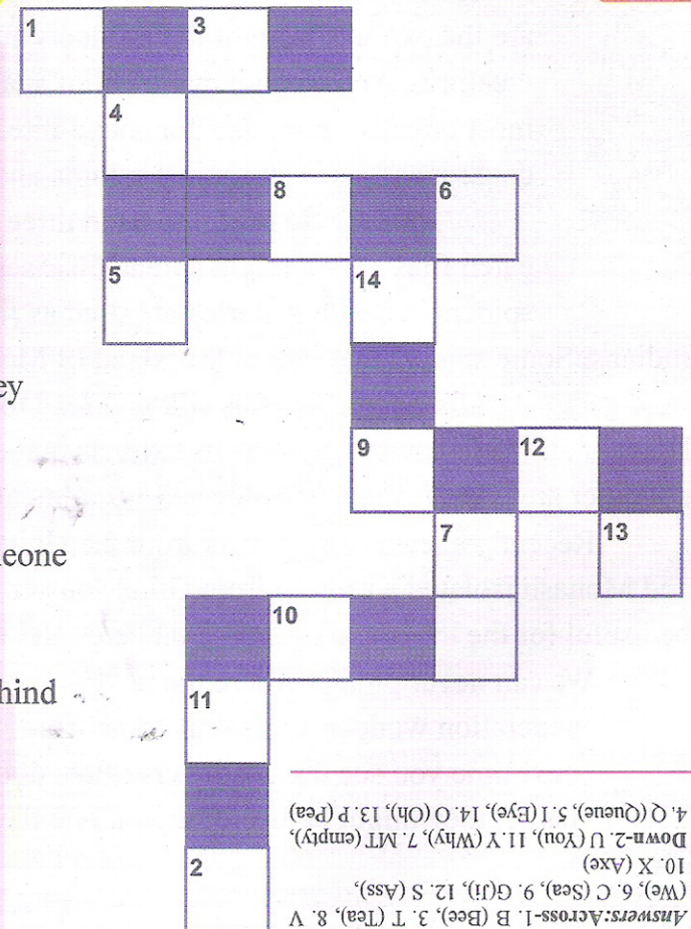 1 3
4
8 6
5 14
ey
9 12
7 13
eone
10
hind
11
2
Answers:Across-1. B (Bee), 3. T (Tea), 8. V
(We), 6. C (Sea), 9. G(Ji), 12. S (Ass),
10. X (Axe)
Down-2. U (You), 11. Y (Why), 7. MT (empty),
4. Q (Queue), 5. I (Eye), 14. O (Oh), 13. P (Pea)